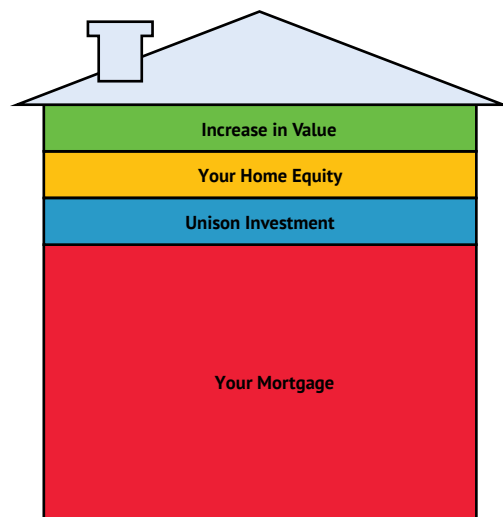 Increase in Value
Your Home Equity
Unison Investment
Your Mortgage